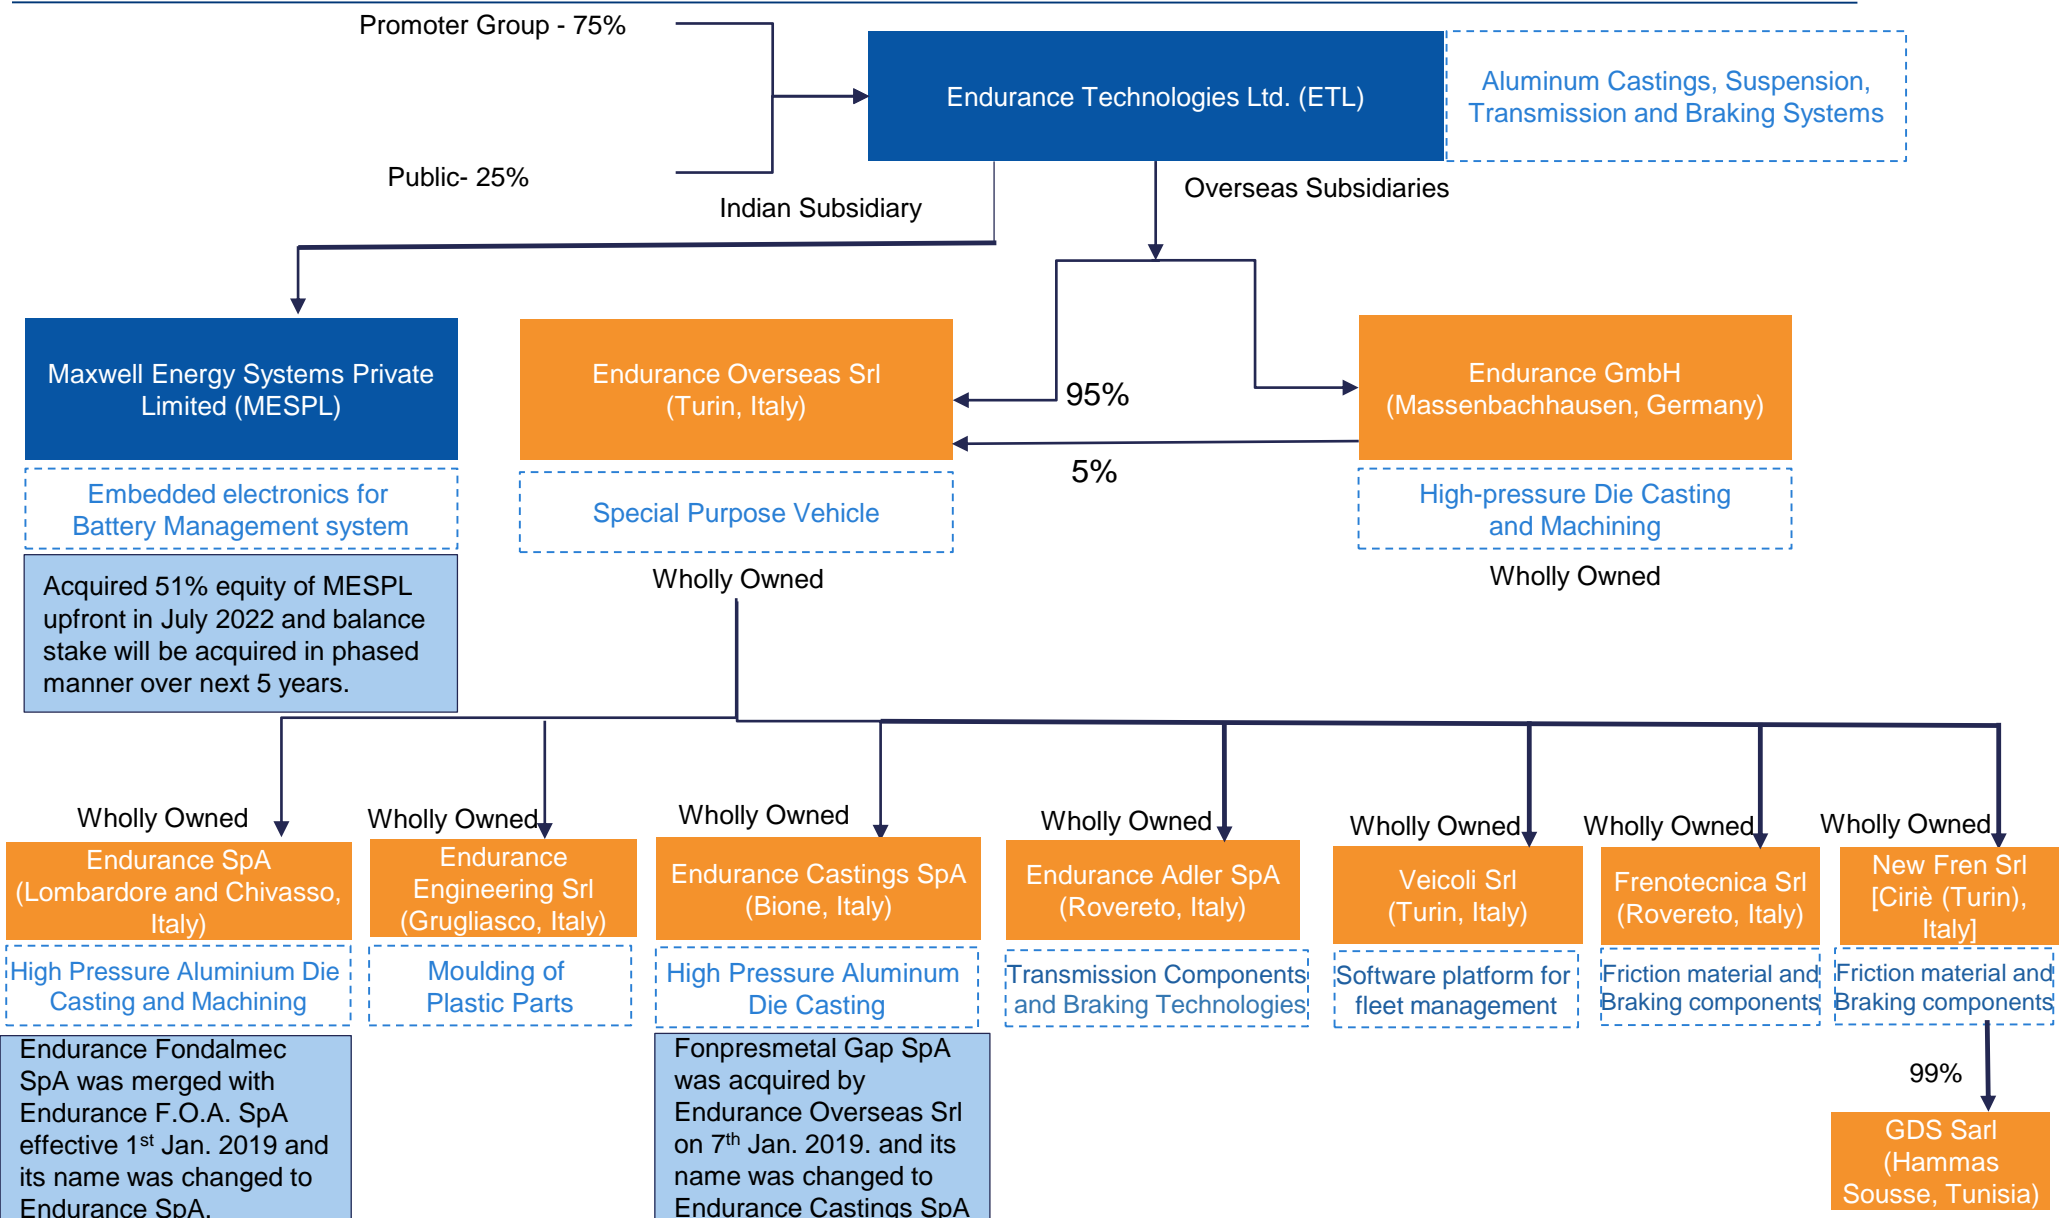 Promoter Group - 75%
Public- 25%
Endurance Technologies Ltd. (ETL)
Aluminum Castings, Suspension,
Transmission and Braking Systems
Indian Subsidiary
Overseas Subsidiaries
Maxwell Energy Systems Private
Limited (MESPL)
Embedded electronics for
Battery Management system
Acquired 51% equity of MESPL
upfront in July 2022 and balance
stake will be acquired in phased
manner over next 5 years.
Endurance Overseas Srl
(Turin, Italy)
Special Purpose Vehicle
Wholly Owned
95%
5%
Endurance GmbH
(Massenbachhausen, Germany)
High-pressure Die Casting
and Machining
Wholly Owned
Wholly Owned
Endurance SpA
(Lombardore and Chivasso,
Italy)
High Pressure Aluminium Die
Casting and Machining
Endurance Fondalmec
SpA was merged with
Endurance F.O.A. SpA
effective 1st Jan. 2019 and
its name was changed to
Endurance SpA.
Wholly Owned
Endurance
Engineering Srl
(Grugliasco, Italy)
Moulding of
Plastic Parts
Wholly Owned
Endurance Castings SpA
(Bione, Italy)
High Pressure Aluminum
Die Casting
Fonpresmetal Gap SpA
was acquired by
Endurance Overseas Srl
on 7th Jan. 2019. and its
name was changed to
Endurance Castings SpA
Wholly Owned
Endurance Adler SpA
(Rovereto, Italy)
Transmission Components
and Braking Technologies
Wholly Owned
Veicoli Srl
(Turin, Italy)
Software platform for
fleet management
Wholly Owned
Frenotecnica Srl
(Rovereto, Italy)
Friction material and
Braking components
Wholly Owned
New Fren Srl
[Ciriè (Turin),
Italy]
Friction material and
Braking components
99%
GDS Sarl
(Hammas
Sousse, Tunisia)